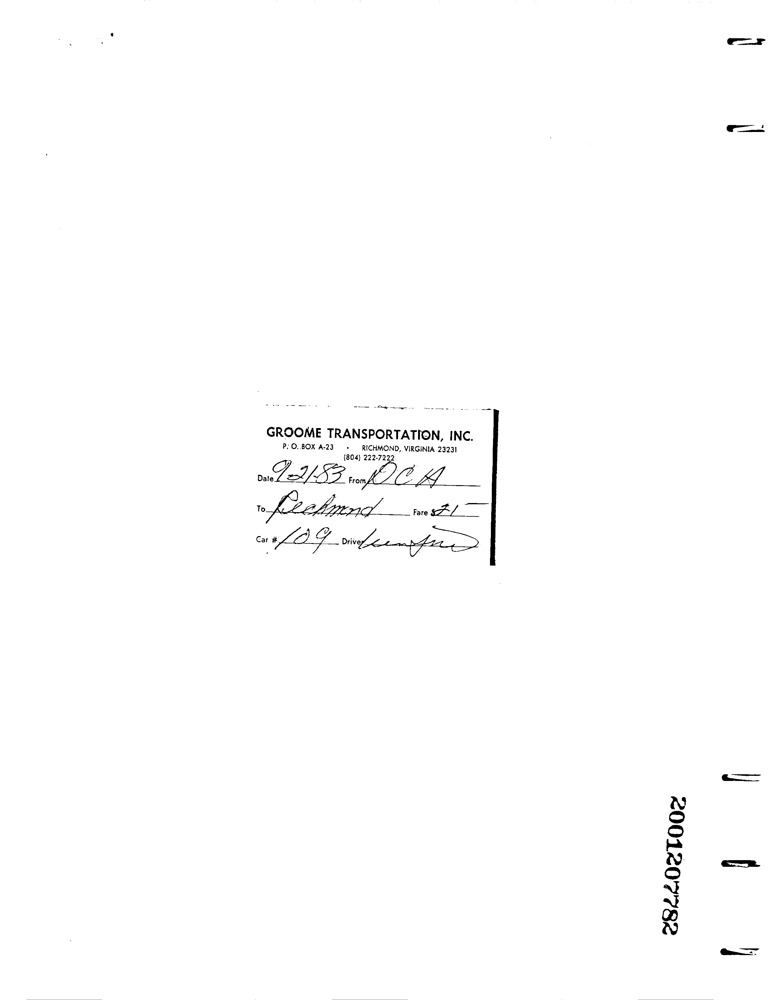 GROOME TRANSPORTATION, INC.
P. O. BOX A-23 • RICHMOND, VIRGINIA 23231
(804) 222-7222
Date 9-21-83 From DCA
To Richmond Fare $21-
Car # 109 Driver
2001207782